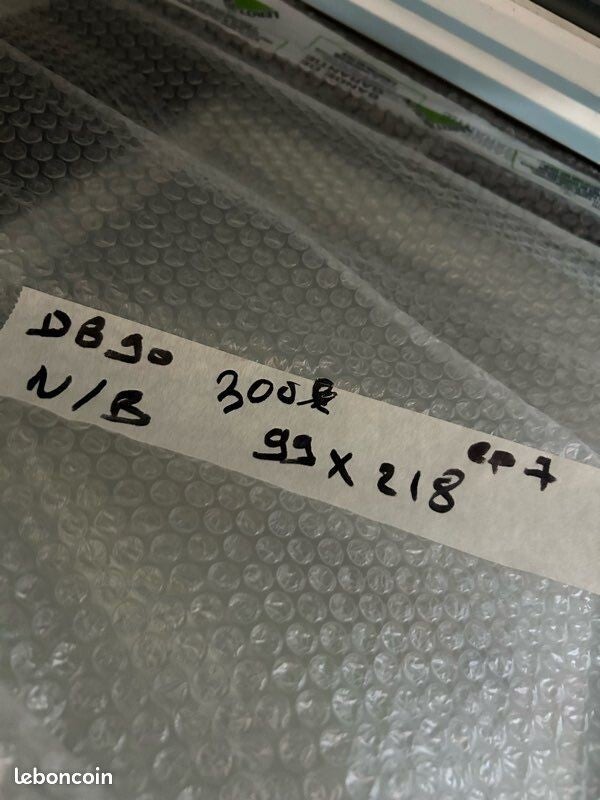 DB90 300
N/B 99 x 218 ep 7
leboncoin